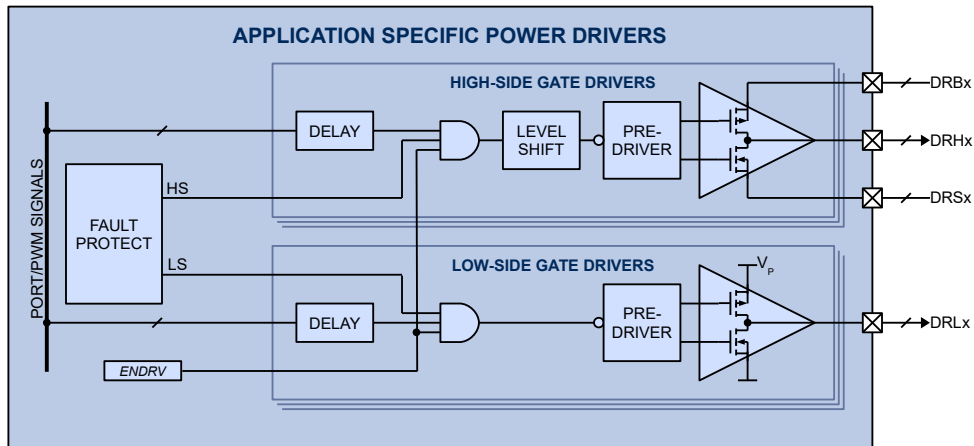 APPLICATION SPECIFIC POWER DRIVERS
HIGH-SIDE GATE DRIVERS
DRBx
DELAY
LEVEL
SHIFT
PRE-
DRIVER
DRHx
PORT/PWM SIGNALS
HS
DRSx
FAULT
PROTECT
LS
LOW-SIDE GATE DRIVERS
VP
DELAY
PRE-
DRIVER
DRLx
ENDRV